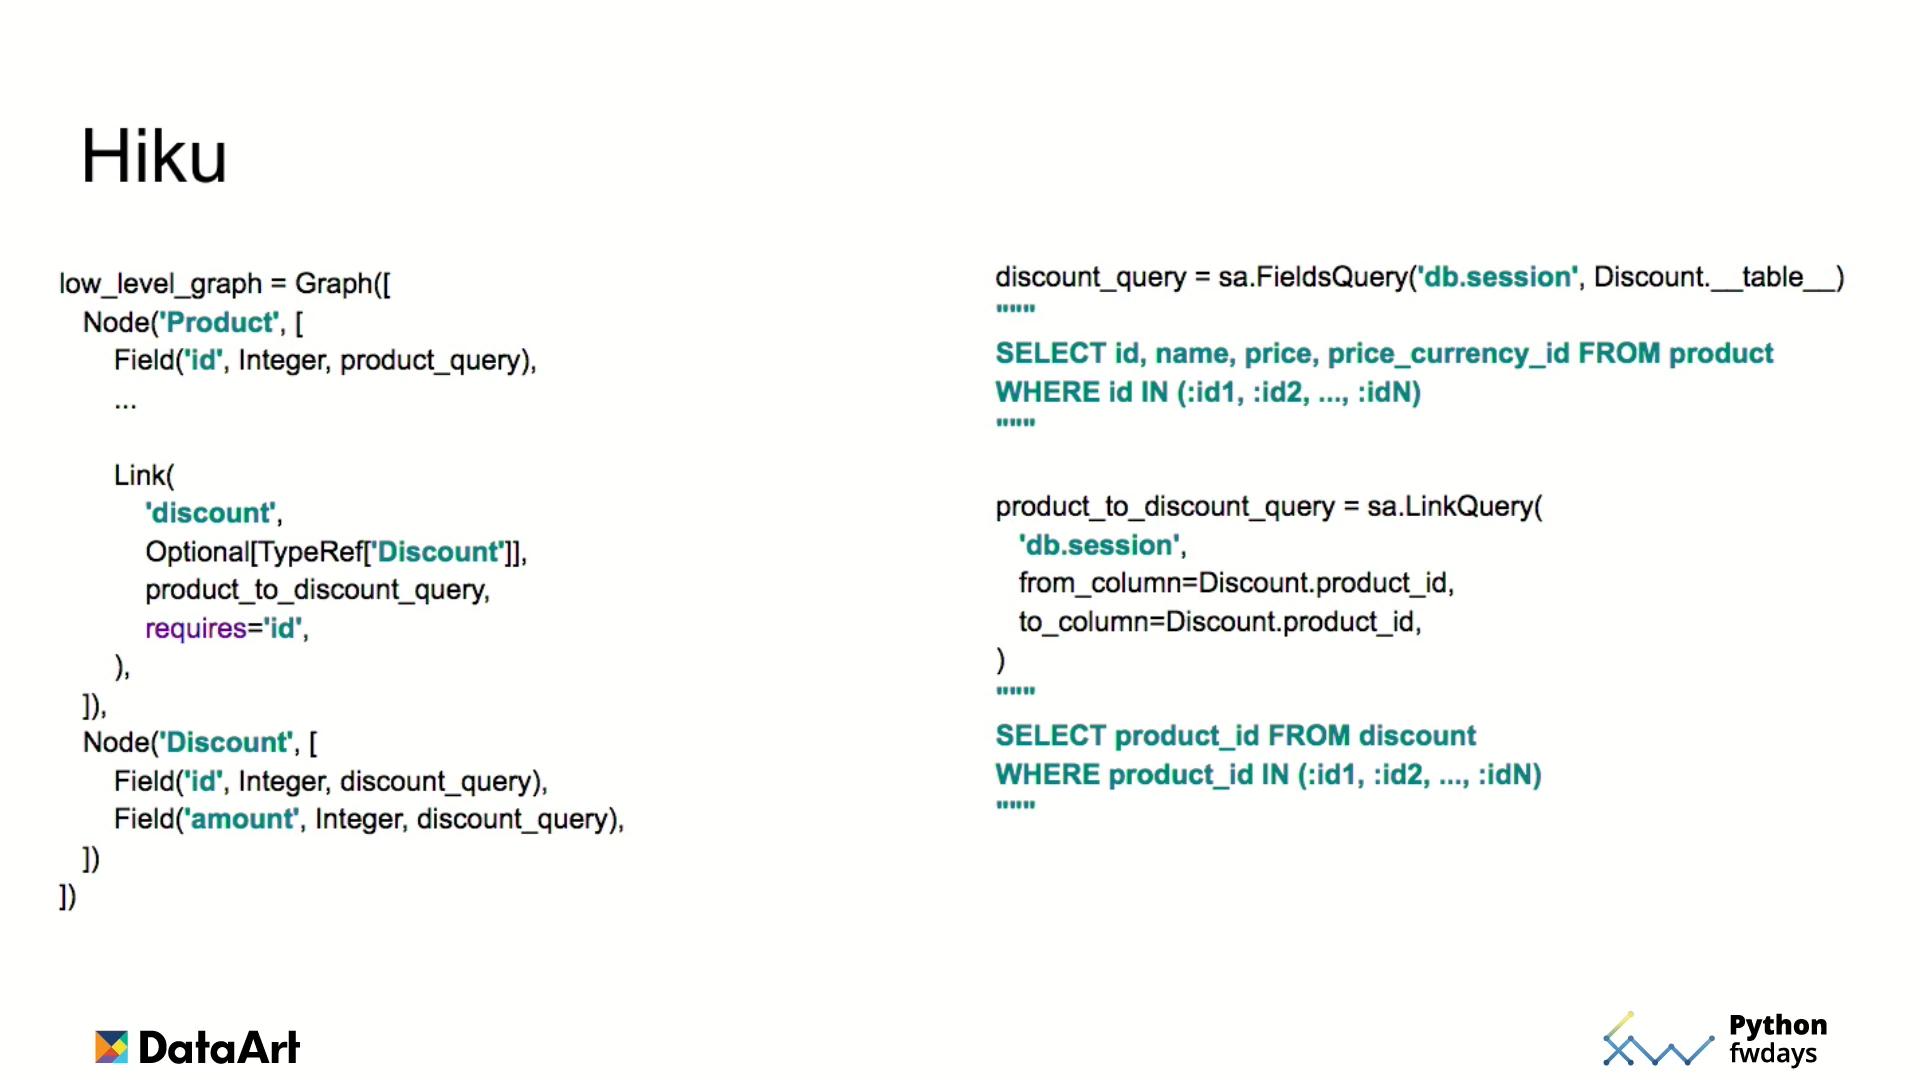 Hiku
low_level_graph = Graph([
Node('Product', [
Field('id', Integer, product_query),
...
Link(
'discount',
Optional[TypeRef['Discount']],
product_to_discount_query,
requires='id',
),
]),
Node('Discount', [
Field('id', Integer, discount_query),
Field('amount', Integer, discount_query),
])
])
discount_query = sa.FieldsQuery('db.session', Discount.__table__)
"""
SELECT id, name, price, price_currency_id FROM product
WHERE id IN (:id1, :id2, ..., :idN)
"""
product_to_discount_query = sa.LinkQuery(
'db.session',
from_column=Discount.product_id,
to_column=Discount.product_id,
)
"""
SELECT product_id FROM discount
WHERE product_id IN (:id1, :id2, ..., :idN)
"""
DataArt
Python
fwdays